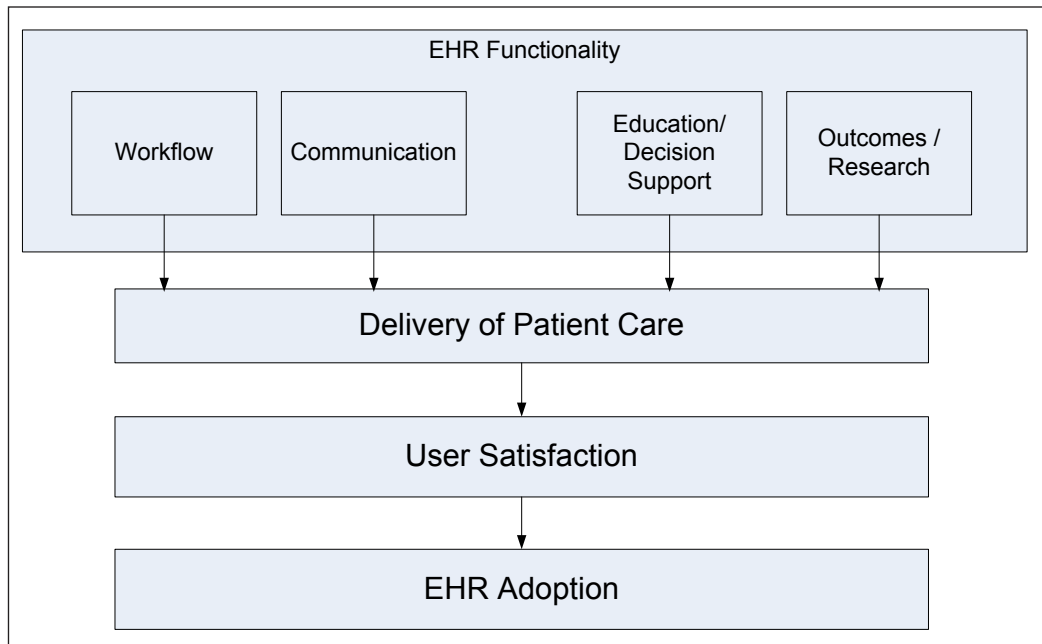 EHR Functionality
Workflow
Communication
Education/
Decision
Support
Outcomes /
Research
Delivery of Patient Care
User Satisfaction
EHR Adoption